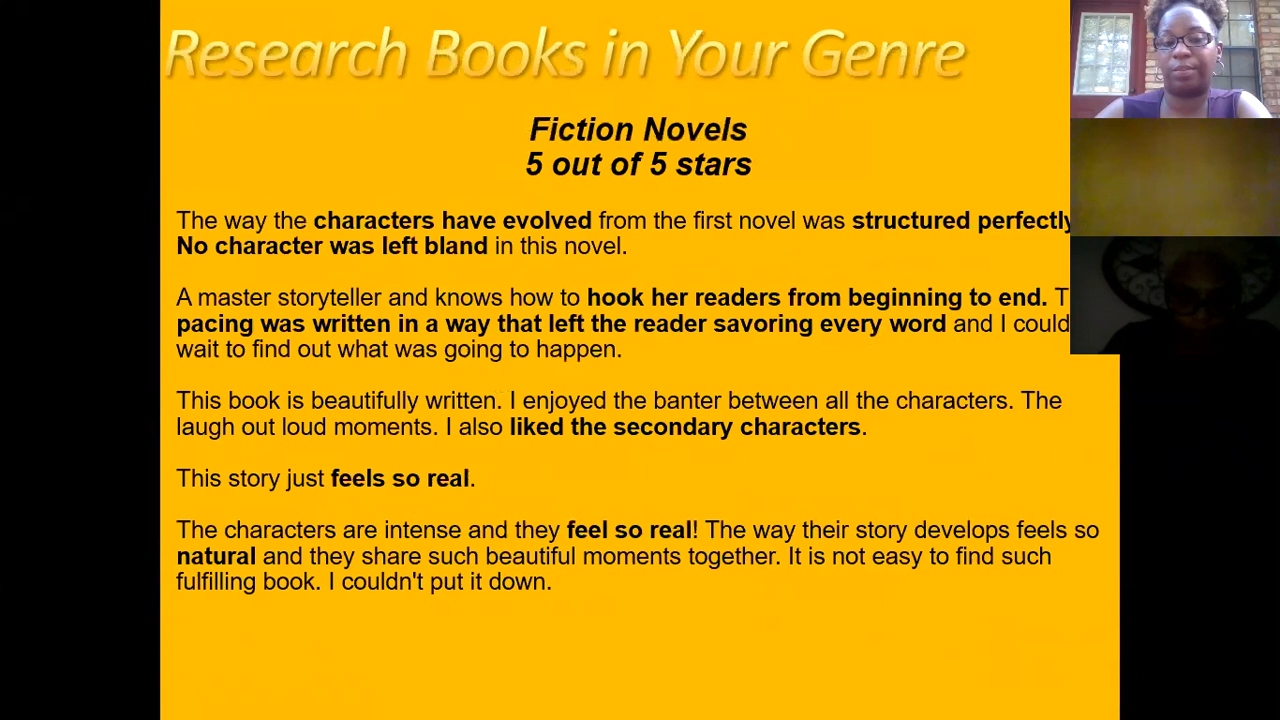 Research Books in Your Genre
Fiction Novels
5 out of 5 stars
The way the characters have evolved from the first novel was structured perfectly
No character was left bland in this novel.
A master storyteller and knows how to hook her readers from beginning to end.
pacing was written in a way that left the reader savoring every word and I could
wait to find out what was going to happen.
This book is beautifully written. I enjoyed the banter between all the characters. The
laugh out loud moments. I also liked the secondary characters.
This story just feels so real.
The characters are intense and they feel so real! The way their story develops feels so
natural and they share such beautiful moments together. It is not easy to find such
fulfilling book. I couldn't put it down.